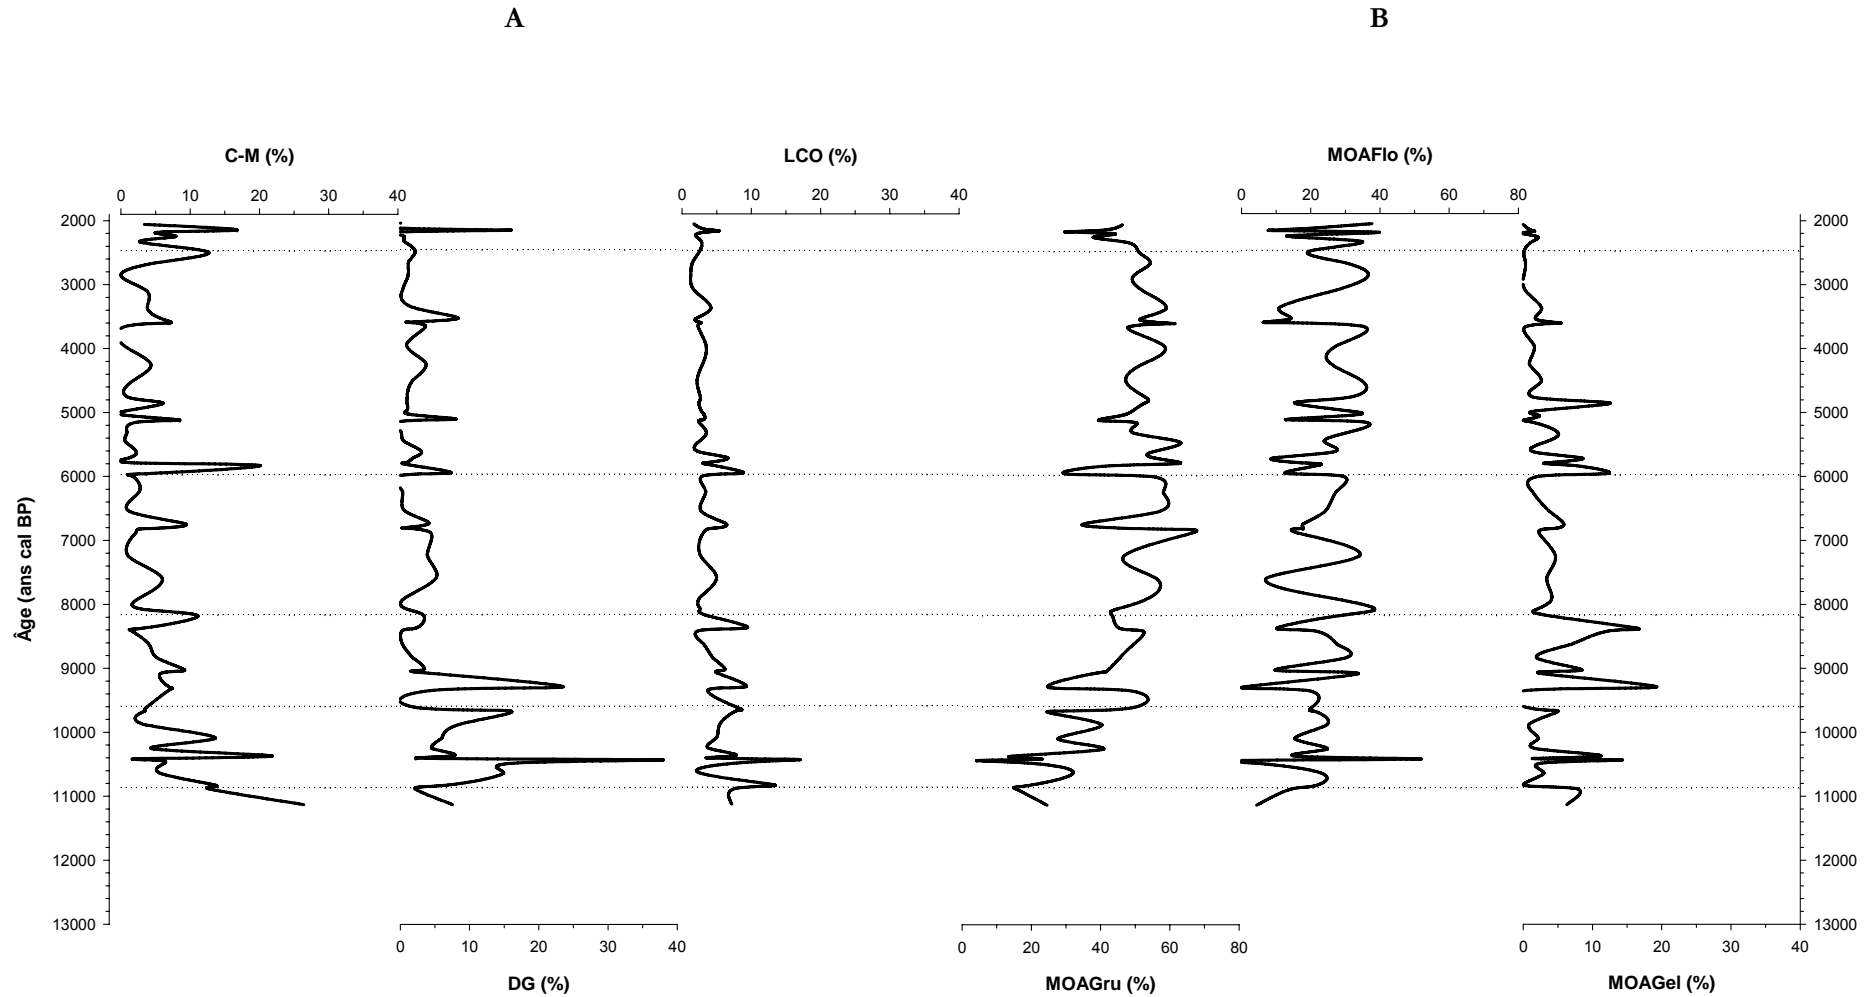 A B
C-M (%) LCO (%) MOAFlo (%)
0 10 20 30 40 0 10 20 30 40 0 20 40 60 80
2000 2000
3000 3000
4000 4000
5000 5000
6000 6000
7000 7000
8000 8000
9000 9000
10000 10000
11000 11000
12000 12000
13000 13000
Âge (ans cal BP)
0 10 20 30 40 0 20 40 60 80 0 10 20 30 40
DG (%) MOAGru (%) MOAGel (%)